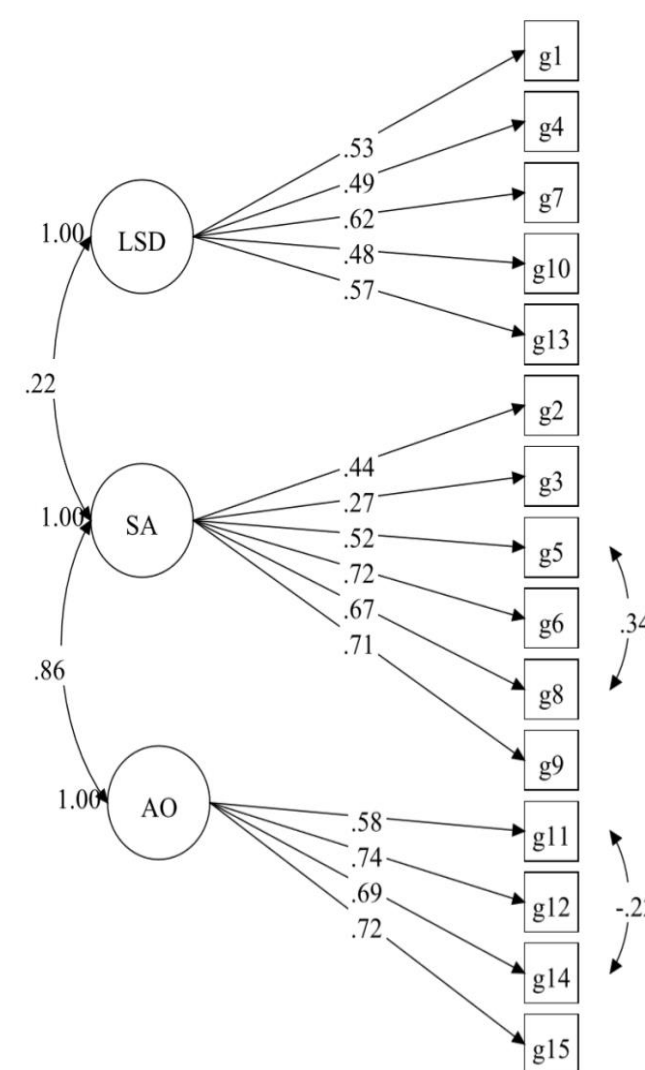 g1
g4
.53
.49
g7
.62
1.00 LSD
.48
g10
.57
g13
.22
g2
.44
.27
g3
1.00 SA
.52
g5
.72
.67
g6
.34
.71
.86
g8
g9
1.00 AO
.58
g11
.74
.69
g12
.72
g14
g15